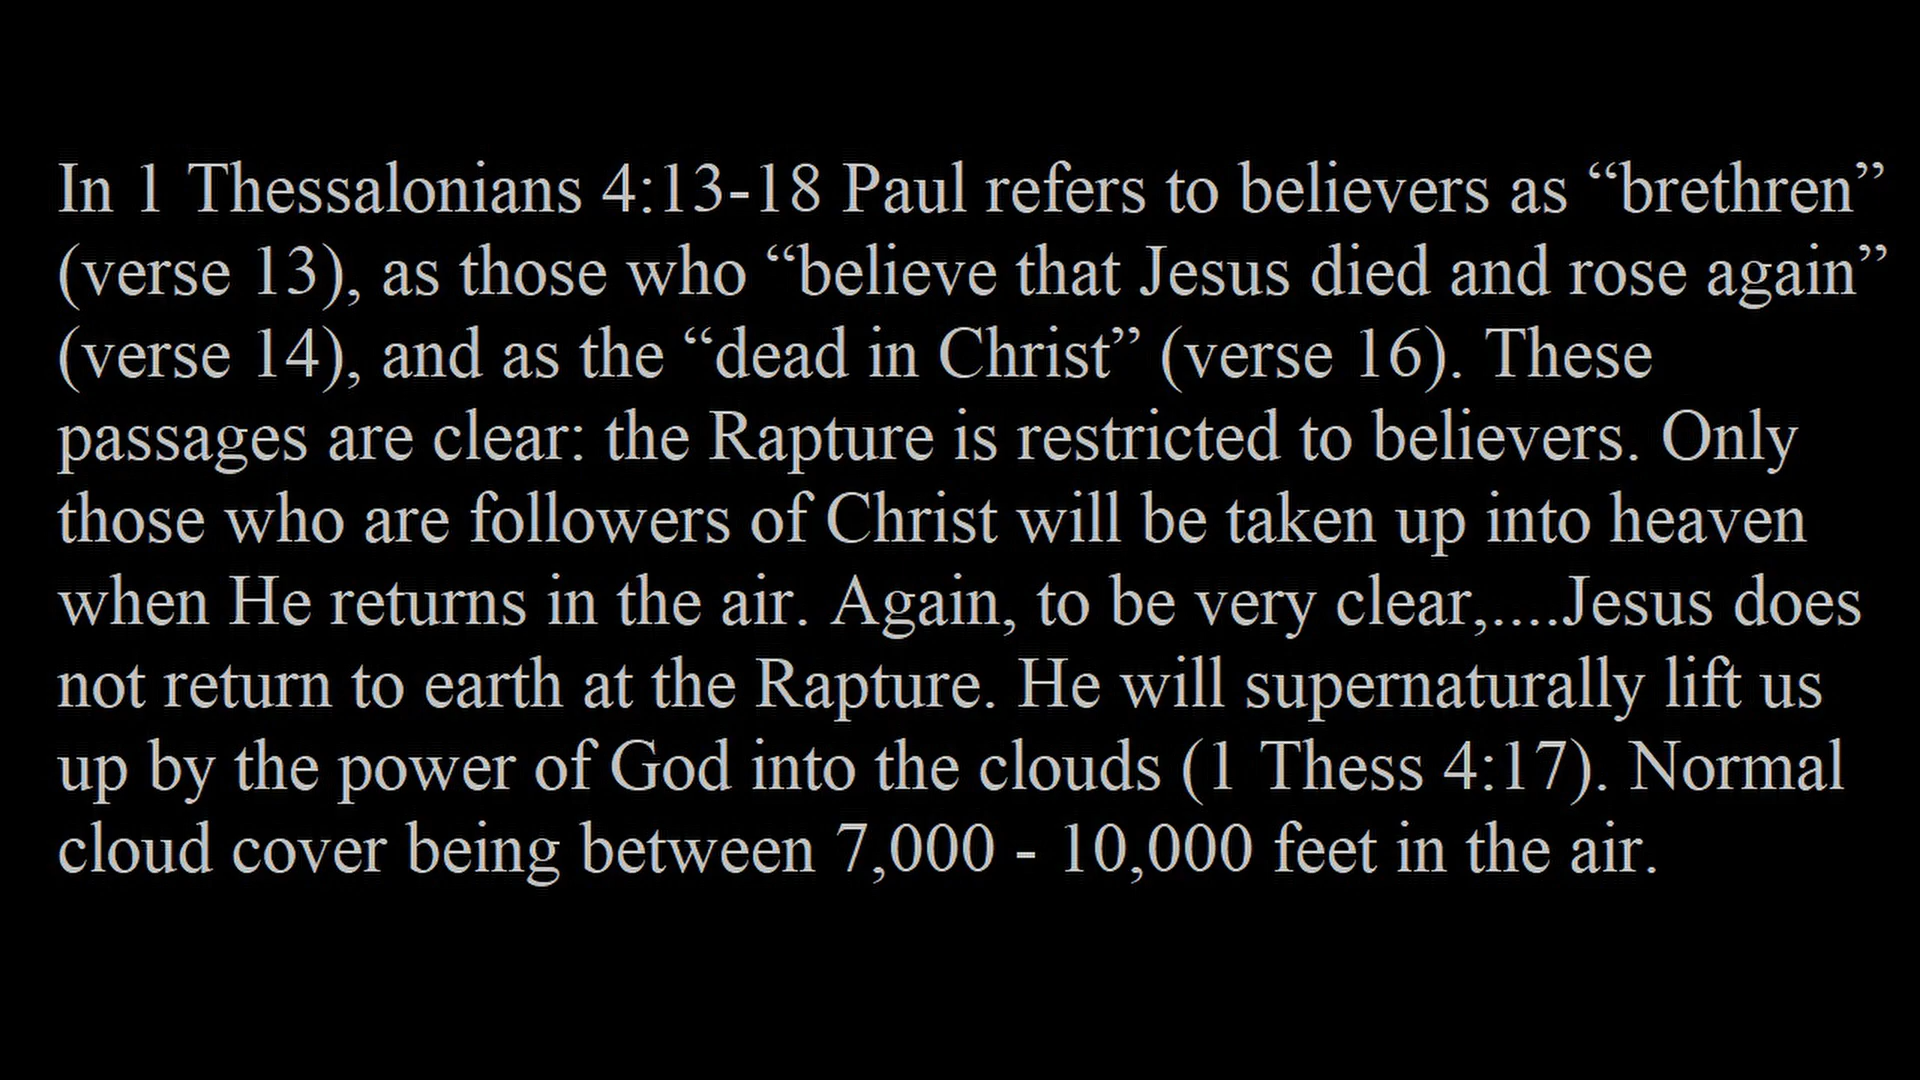 In 1 Thessalonians 4:13-18 Paul refers to believers as “brethren”
(verse 13), as those who “believe that Jesus died and rose again”
(verse 14), and as the “dead in Christ” (verse 16). These
passages are clear: the Rapture is restricted to believers. Only
those who are followers of Christ will be taken up into heaven
when He returns in the air. Again, to be very clear,....Jesus does
not return to earth at the Rapture. He will supernaturally lift us
up by the power of God into the clouds (1 Thess 4:17). Normal
cloud cover being between 7,000 - 10,000 feet in the air.